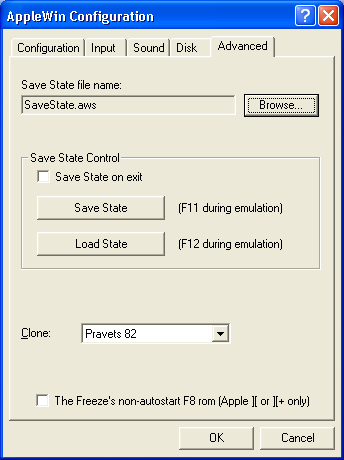 AppleWin Configuration
Configuration Input Sound Disk Advanced
Save State file name:
SaveState.aws Browse...
Save State Control
Save State on exit
Save State (F11 during emulation)
Load State (F12 during emulation)
Clone: Pravets 82
The Freeze's non-autostart F8 rom (Apple ][ or ][+ only)
OK Cancel